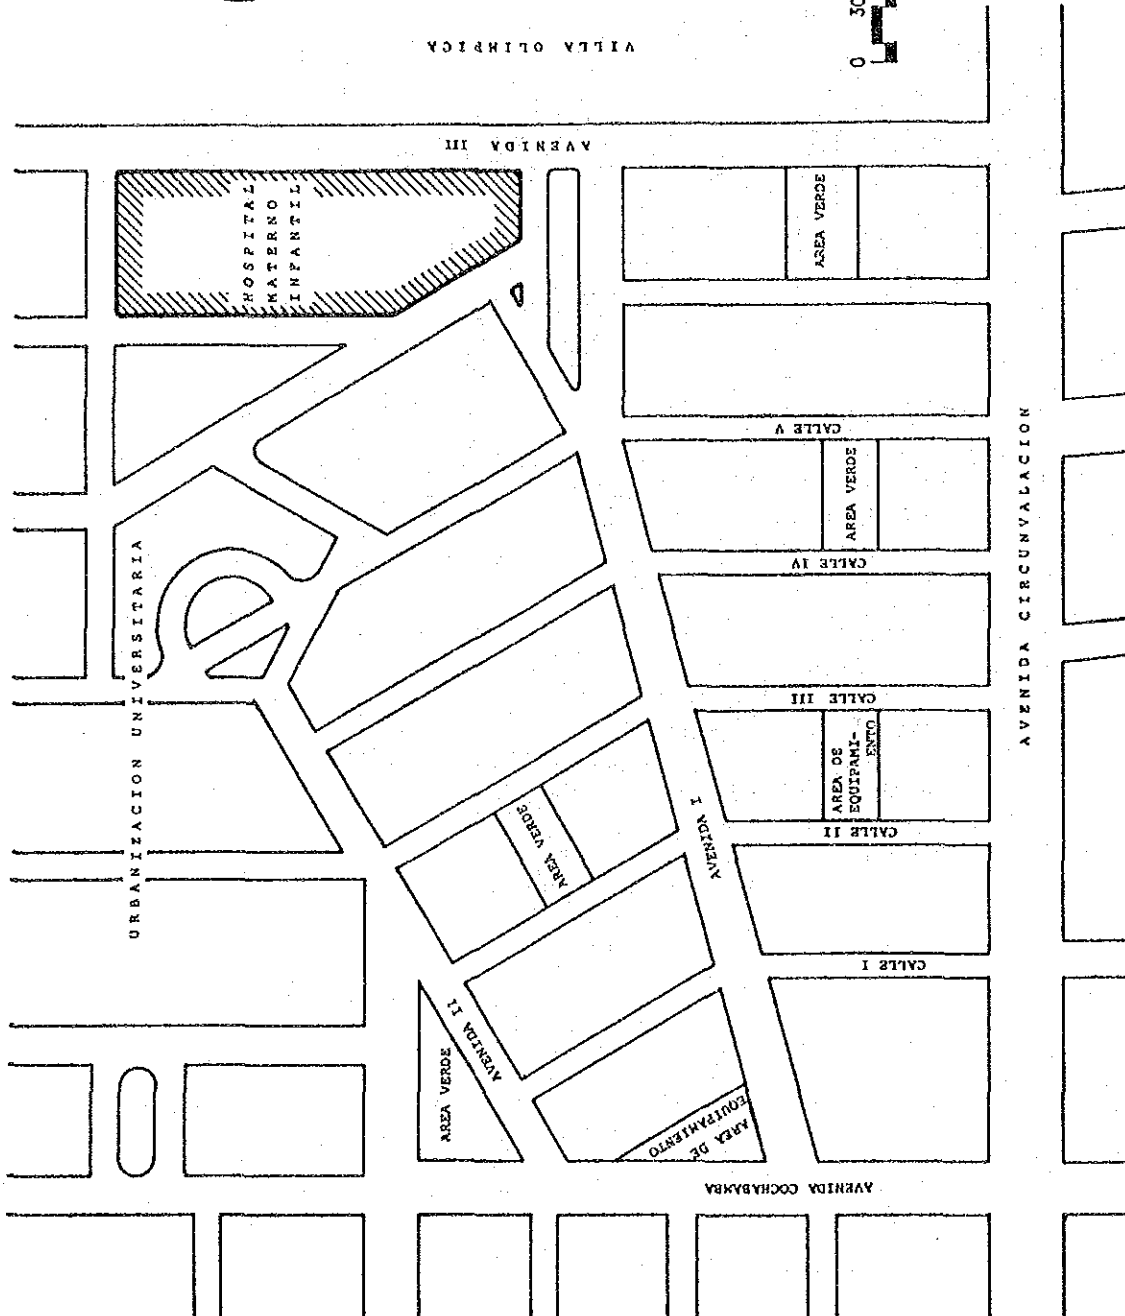 VILLA OLIMPICA
0 30
AVENIDA III
HOSPITAL
MATERNO
INFANTIL
AREA VERDE
CALLE V
AREA VERDE
CALLE IV
CALLE III
AREA DE
EQUIPAMI-
ENTO
CALLE II
CALLE I
AVENIDA CIRCUNVALACION
URBANIZACION UNIVERSITARIA
AREA VERDE
AVENIDA I
AVENIDA II
AREA VERDE
AREA DE
EQUIPAMIENTO
AVENIDA COCHABAMBA